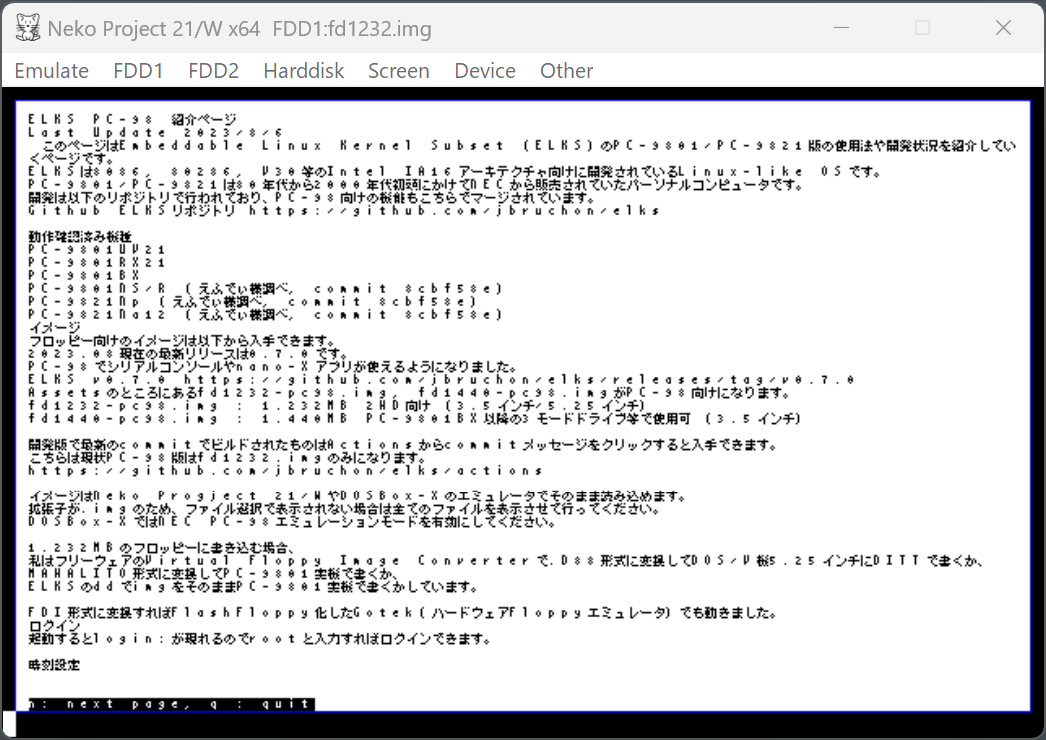 Neko Project 21/W x64 FDD1:fd1232.img
Emulate FDD1 FDD2 Harddisk Screen Device Other
ELKS PC-98 紹介ページ
Last Update 2023/8/6
このページはEmbeddable Linux Kernel Subset (ELKS)のPC-9801/PC-9821版の使用法や開発状況を紹介してい
くページです。
ELKSは8086, 80286, V30等のIntel IA16アーキテクチャ向けに開発されているLinux-like OSです。
PC-9801/PC-9821は80年代から2000年代初頭にかけてNECから販売されていたパーソナルコンピュータです。
開発は以下のリポジトリで行われており、PC-98向けの機能もこちらでマージされています。
Github ELKSリポジトリ https://github.com/jbruchon/elks
動作確認済み機種
PC-9801UV21
PC-9801RX21
PC-9801BX
PC-9801NS/R (えふでぃ様調べ, commit 8cbf58e)
PC-9821Np (えふでぃ様調べ, commit 8cbf58e)
PC-9821Na12 (えふでぃ様調べ, commit 8cbf58e)
イメージ
フロッピー向けのイメージは以下から入手できます。
2023.08現在の最新リリースは0.7.0です。
PC-98でシリアルコンソールやnano-Xアプリが使えるようになりました。
ELKS v0.7.0 https://github.com/jbruchon/elks/releases/tag/v0.7.0
Assetsのところにあるfd1232-pc98.img, fd1440-pc98.imgがPC-98向けになります。
fd1232-pc98.img : 1.232MB 2HD向け (3.5インチ/5.25インチ)
fd1440-pc98.img : 1.440MB PC-9801BX以降の3モードドライブ等で使用可 (3.5インチ)
開発版で最新のcommitでビルドされたものはActionsからcommitメッセージをクリックすると入手できます。
こちらは現状PC-98版はfd1232.imgのみになります。
https://github.com/jbruchon/elks/actions
イメージはNeko Progject 21/WやDOSBox-Xのエミュレータでそのまま読み込めます。
拡張子が.imgのため、ファイル選択で表示されない場合は全てのファイルを表示させて行ってください。
DOSBox-XではNEC PC-98エミュレーションモードを有効にしてください。
1.232MBのフロッピーに書き込む場合、
私はフリーウェアのVirtual Floppy Image Converterで.D88形式に変換してDOS/V機5.25インチにDITTで書くか、
MAHALITO形式に変換してPC-9801実機で書くか、
ELKSのddでimgをそのままPC-9801実機で書くかしています。
FDI形式に変換すればFlashFloppy化したGotek(ハードウェアFloppyエミュレータ)でも動きました。
ログイン
起動するとlogin:が現れるのでrootと入力すればログインできます。
時刻設定
n: next page, q : quit